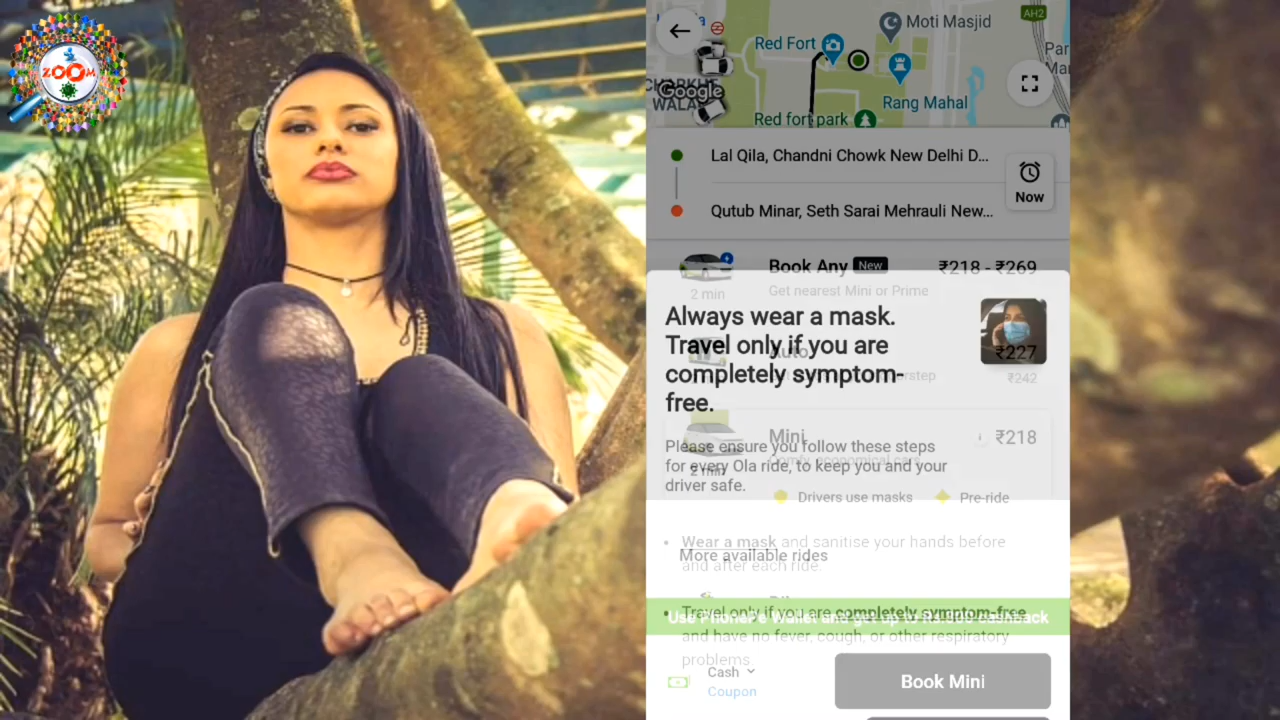 ZOOM
Moti Masjid
AH2
Red Fort
Google
WALA
Rang Mahal
Red fort park
Lal Qila, Chandni Chowk New Delhi D...
Now
Qutub Minar, Seth Sarai Mehrauli New...
Book Any New ₹218 - ₹269
2 min
Get nearest Mini or Prime
Always wear a mask.
Travel only if you are
completely symptom-
free.
Auto
₹227
₹242
Mini
₹218
Please ensure you follow these steps
for every Ola ride, to keep you and your
driver safe.
2 min
Drivers use masks
Pre-ride
• Wear a mask and sanitise your hands before
and after each ride.
More available rides
• Travel only if you are completely symptom-free
and have no fever, cough, or other respiratory
problems.
Cash
Coupon
Book Mini